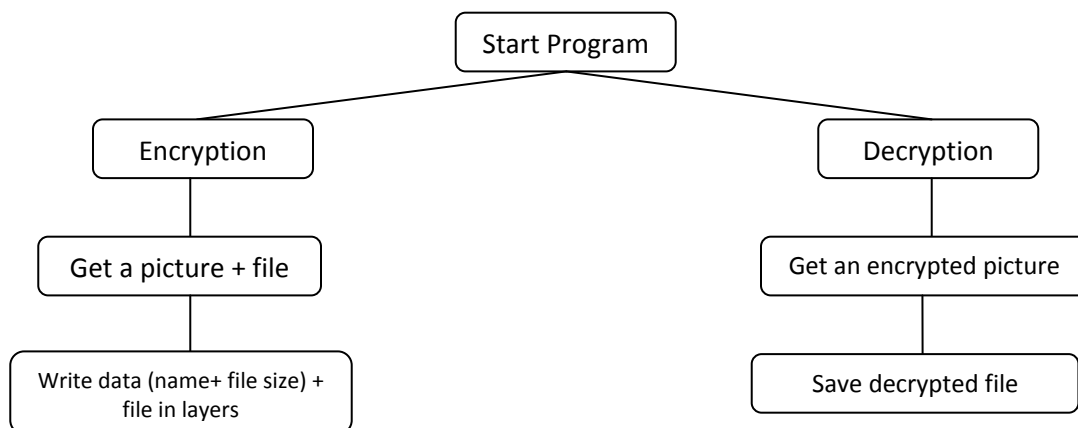 Start Program
Encryption
Decryption
Get a picture + file
Get an encrypted picture
Write data (name+ file size) +
file in layers
Save decrypted file